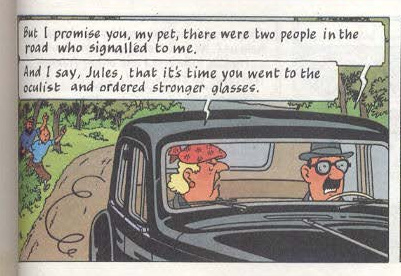 But I promise you, my pet, there were two people in the
road who signalled to me.
And I say, Jules, that it's time you went to the
oculist and ordered stronger glasses.